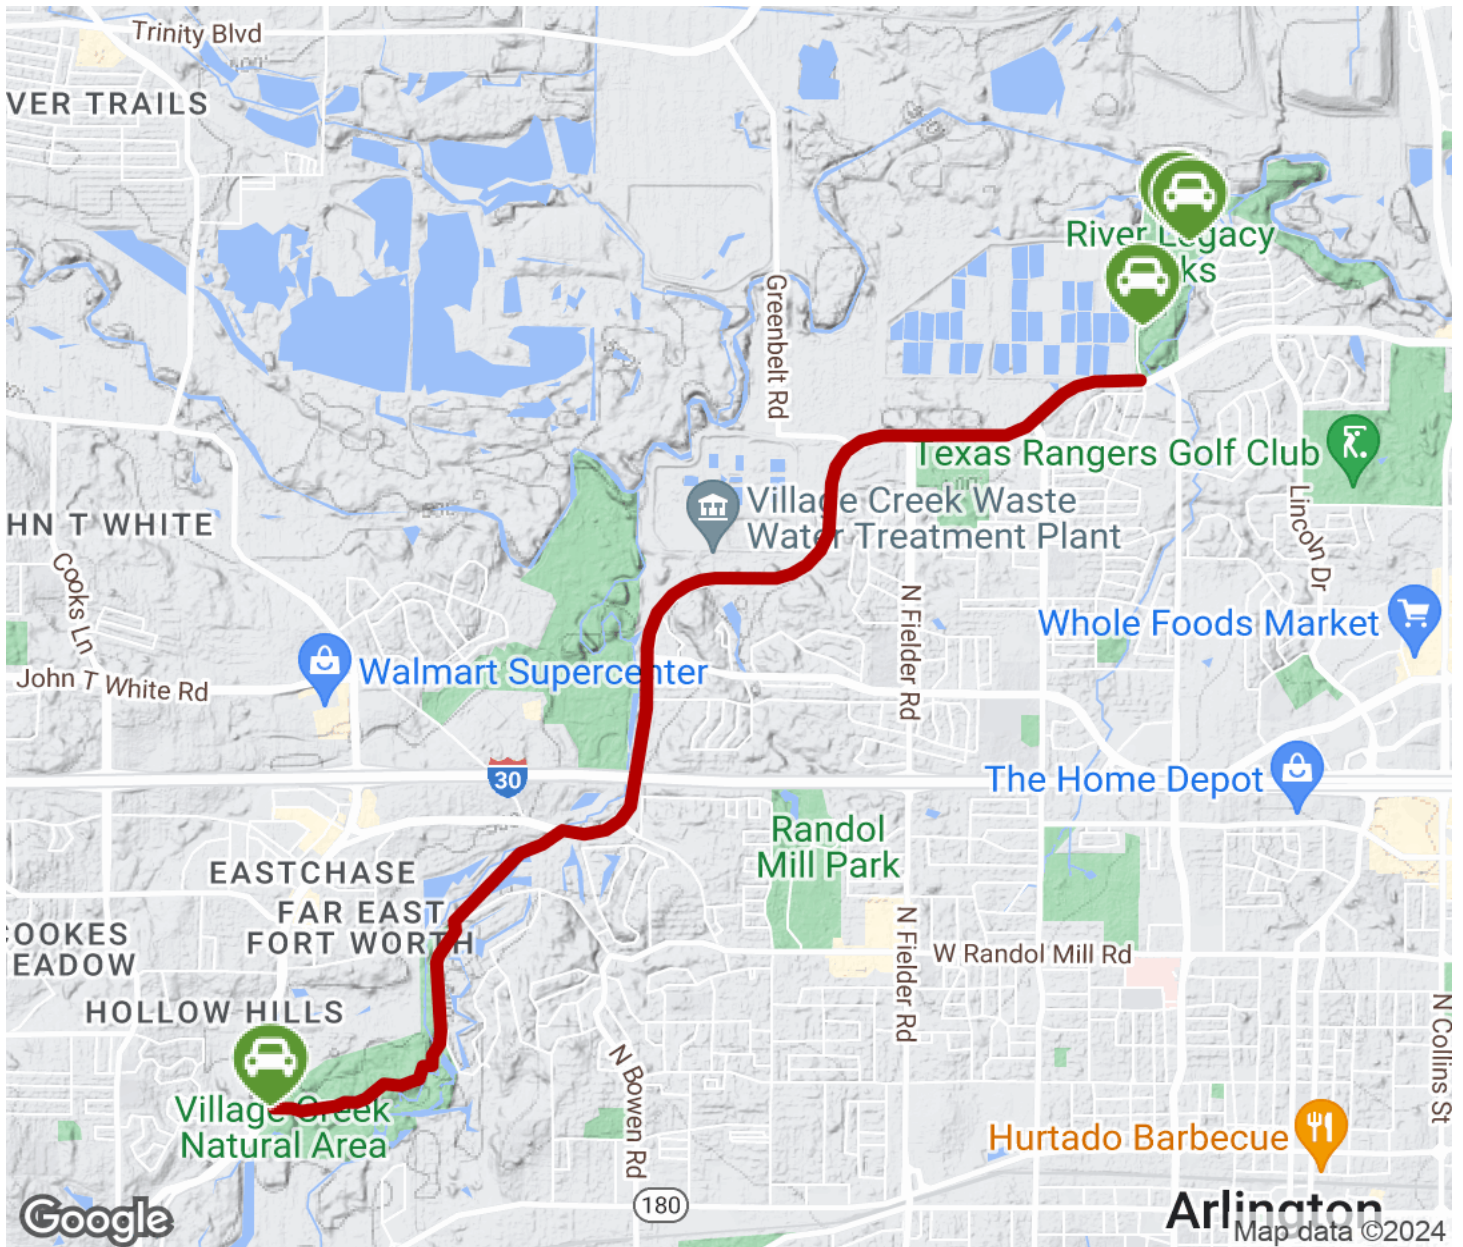 Trinity Blvd
VER TRAILS
River Legacy
ks
Greenbelt Rd
Texas Rangers Golf Club
Village Creek Waste
Water Treatment Plant
HN T WHITE
Cooks Ln
Lincoln Dr
N Fielder Rd
Whole Foods Market
Walmart Supercenter
John T White Rd
30
The Home Depot
Randol
Mill Park
EASTCHASE
FAR EAST
FORT WORTH
COOKES
EADOW
N Fielder Rd
W Randol Mill Rd
HOLLOW HILLS
N Collins St
N Bowen Rd
Village Creek
Natural Area
Hurtado Barbecue
180
Arlington
Google
Map data ©2024